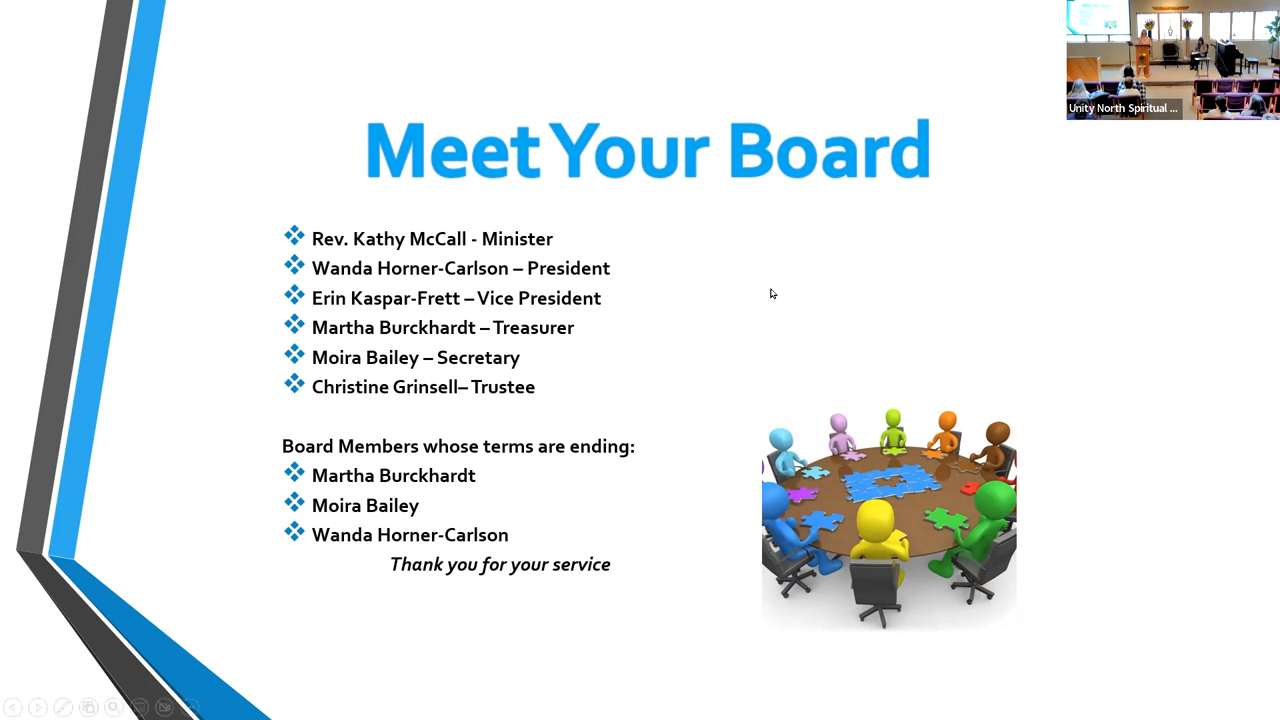 Unity North Spiritual ...
Meet Your Board
Rev. Kathy McCall - Minister
Wanda Horner-Carlson – President
Erin Kaspar-Frett – Vice President
Martha Burckhardt – Treasurer
Moira Bailey – Secretary
Christine Grinsell– Trustee
Board Members whose terms are ending:
Martha Burckhardt
Moira Bailey
Wanda Horner-Carlson
Thank you for your service